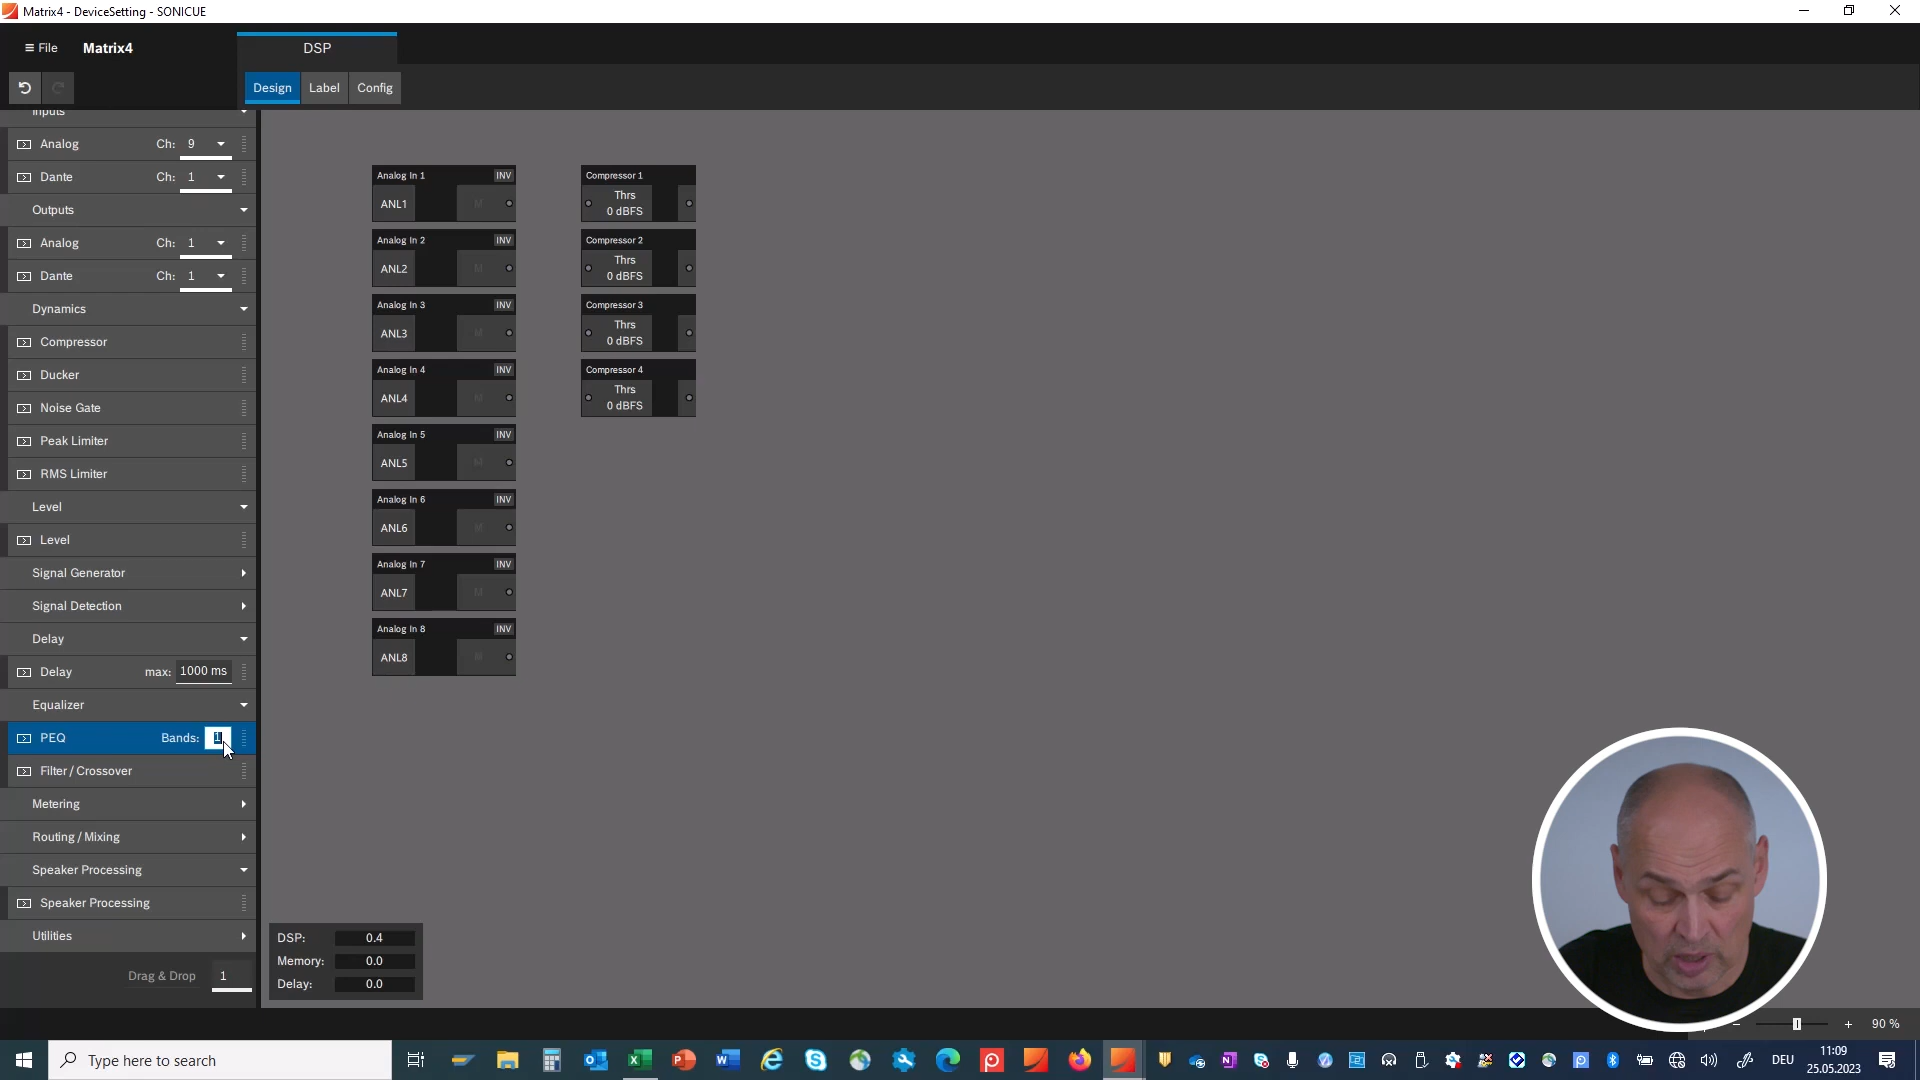 Matrix4 - DeviceSetting - SONICUE
≡ File
Matrix4
DSP
Design
Label
Config
Inputs
Analog Ch: 9
Dante Ch: 1
Outputs
Analog Ch: 1
Dante Ch: 1
Dynamics
Compressor
Ducker
Noise Gate
Peak Limiter
RMS Limiter
Level
Level
Signal Generator
Signal Detection
Delay
Delay max: 1000 ms
Equalizer
PEQ Bands: 1
Filter / Crossover
Metering
Routing / Mixing
Speaker Processing
Speaker Processing
Utilities
Drag & Drop 1
Analog In 1 INV
ANL1 M
Analog In 2 INV
ANL2 M
Analog In 3 INV
ANL3 M
Analog In 4 INV
ANL4 M
Analog In 5 INV
ANL5 M
Analog In 6 INV
ANL6 M
Analog In 7 INV
ANL7 M
Analog In 8 INV
ANL8 M
Compressor 1
Thrs
0 dBFS
Compressor 2
Thrs
0 dBFS
Compressor 3
Thrs
0 dBFS
Compressor 4
Thrs
0 dBFS
DSP: 0.4
Memory: 0.0
Delay: 0.0
90 %
Type here to search
DEU
11:09
25.05.2023